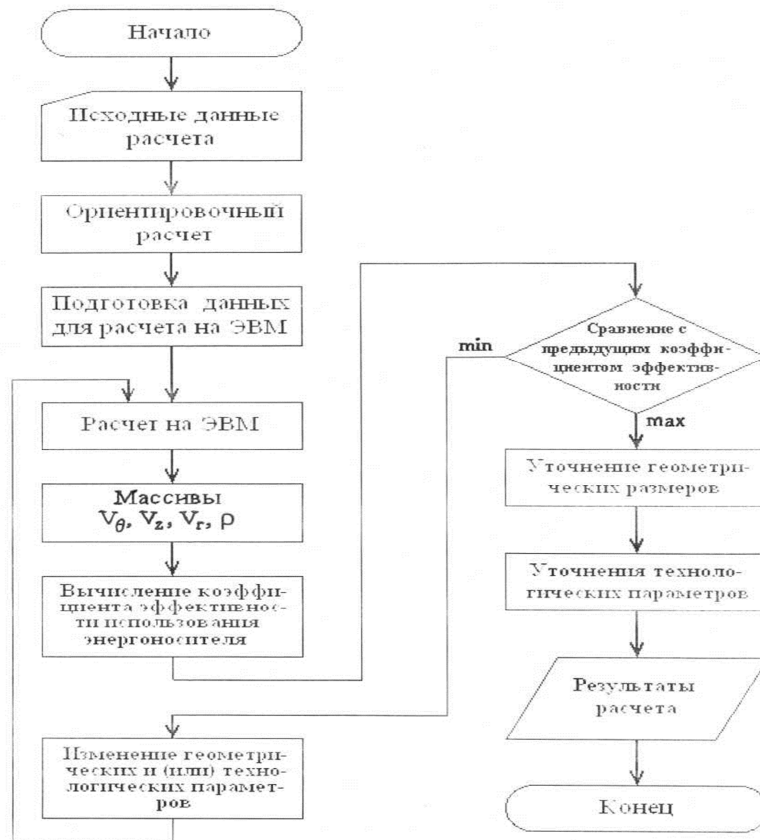 Начало
Исходные данные
расчета
Ориентировочный
расчет
Подготовка данных
для расчета на ЭВМ
Расчет на ЭВМ
Массивы
Vθ, Vz, Vr, ρ
Вычисление коэффи-
циента эффективнос-
ти использования
энергоносителя
Изменение геометри-
ческих и (или) техно-
логических парамет-
ров
Сравнение с
предыдущим коэффи-
циентом эффектив-
ности
min
max
Уточнение геометри-
ческих размеров
Уточнения техноло-
гических параметров
Результаты
расчета
Конец